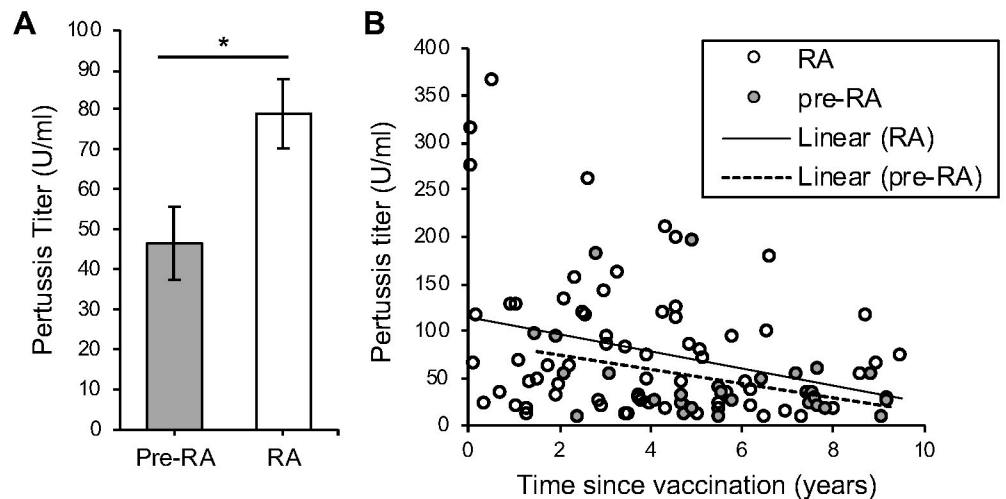 A
*
Pertussis Titer (U/ml)
100
90
80
70
60
50
40
30
20
10
0
Pre-RA
RA
B
Pertussis titer (U/ml)
400
350
300
250
200
150
100
50
0
0
2
4
6
8
10
Time since vaccination (years)
RA
pre-RA
Linear (RA)
Linear (pre-RA)